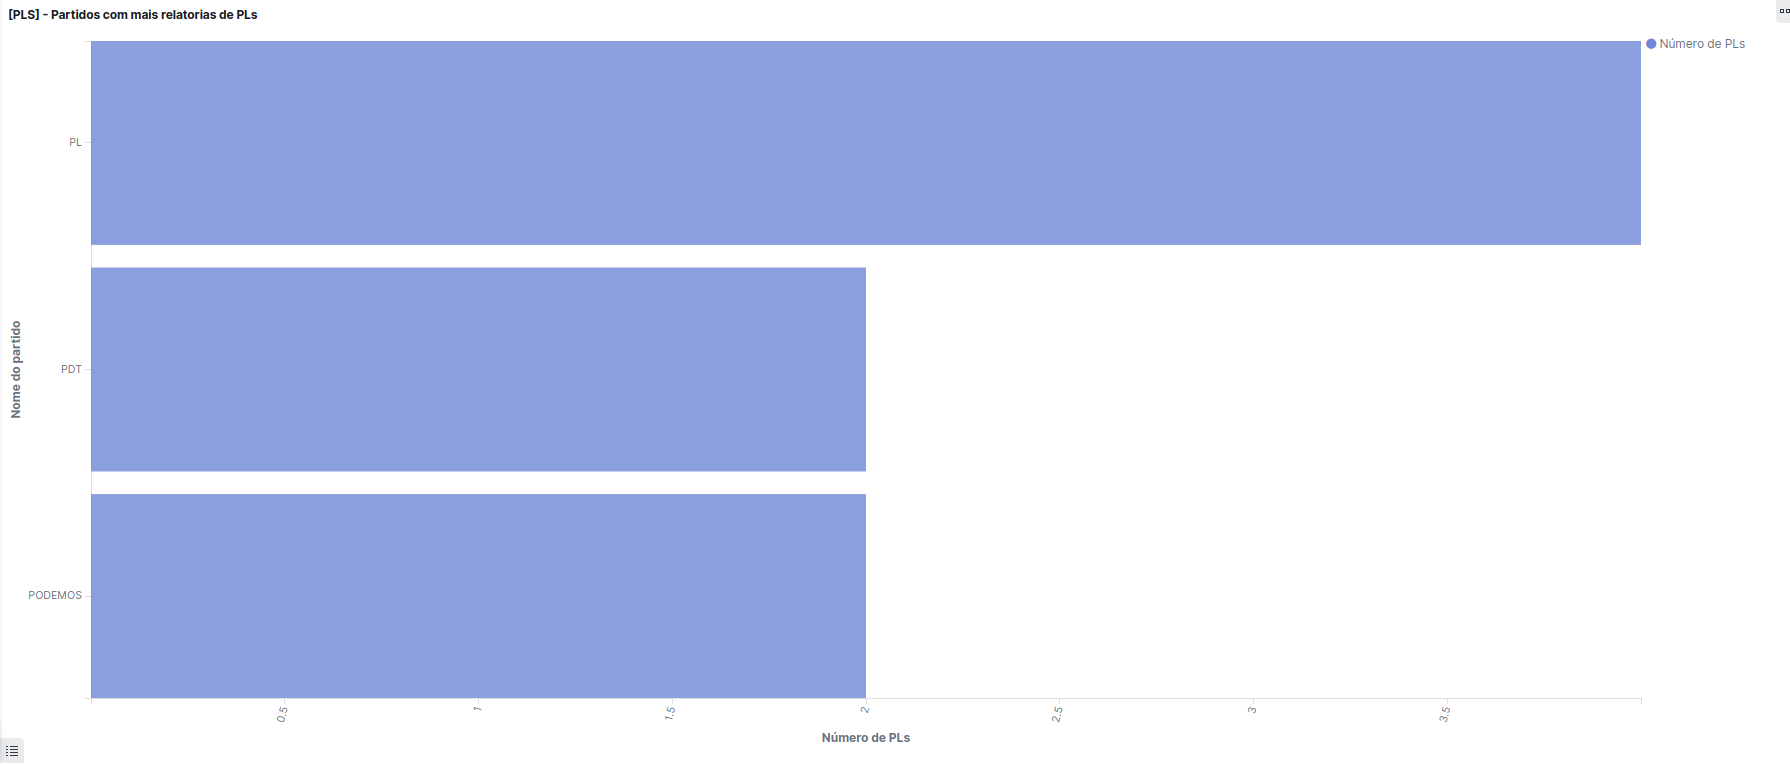 [PLS] - Partidos com mais relatorias de PLs
Número de PLs
PL
PDT
PODEMOS
Nome do partido
0.5
1
1.5
2
2.5
3
3.5
Número de PLs